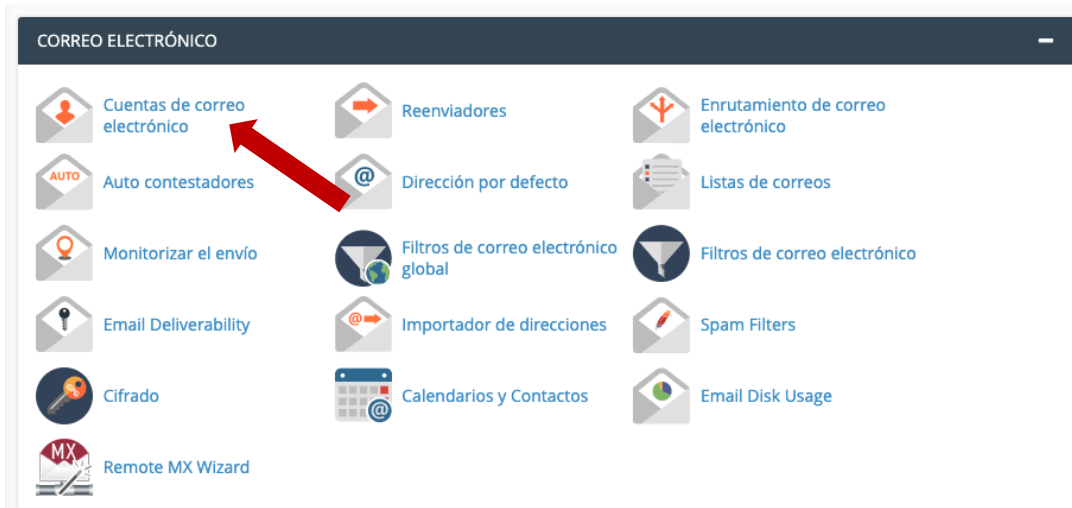 CORREO ELECTRÓNICO
Cuentas de correo
electrónico
Reenviadores
Enrutamiento de correo
electrónico
AUTO
Auto contestadores
@
Dirección por defecto
Listas de correos
Monitorizar el envío
Filtros de correo electrónico
global
Filtros de correo electrónico
Email Deliverability
@
Importador de direcciones
Spam Filters
GPG
Cifrado
@
Calendarios y Contactos
Email Disk Usage
MX
Remote MX Wizard